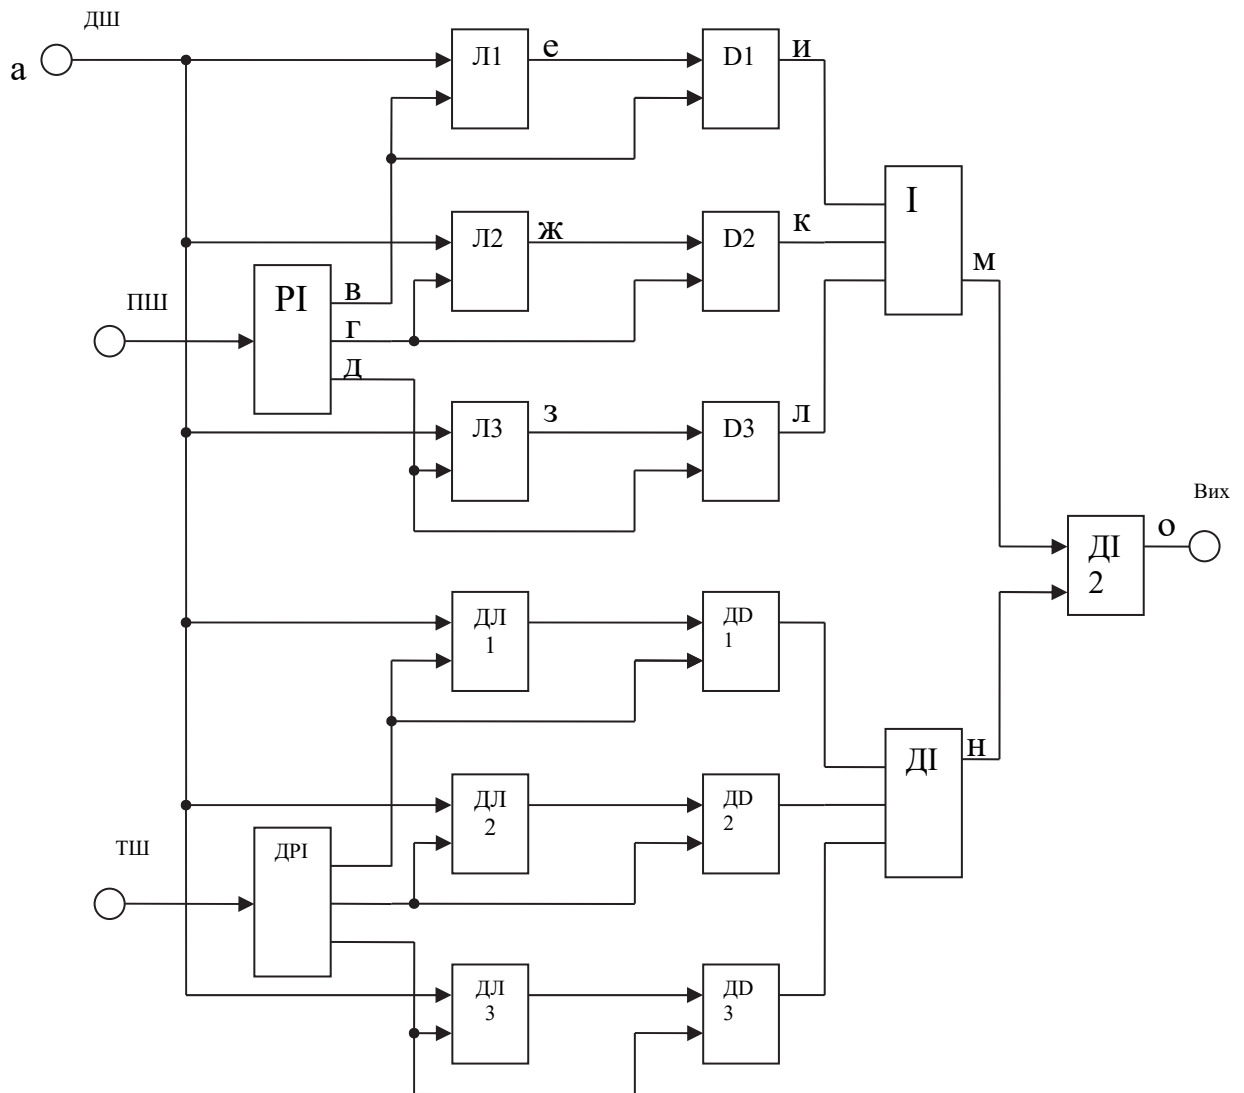 ДШ
а
Л1
е
D1
и
І
Л2
ж
D2
к
м
ПШ
РІ
в
г
д
Л3
з
D3
л
Вих
ДІ
2
о
ДЛ
1
ДD
1
ДІ
н
ДЛ
2
ДD
2
ТШ
ДРІ
ДЛ
3
ДD
3